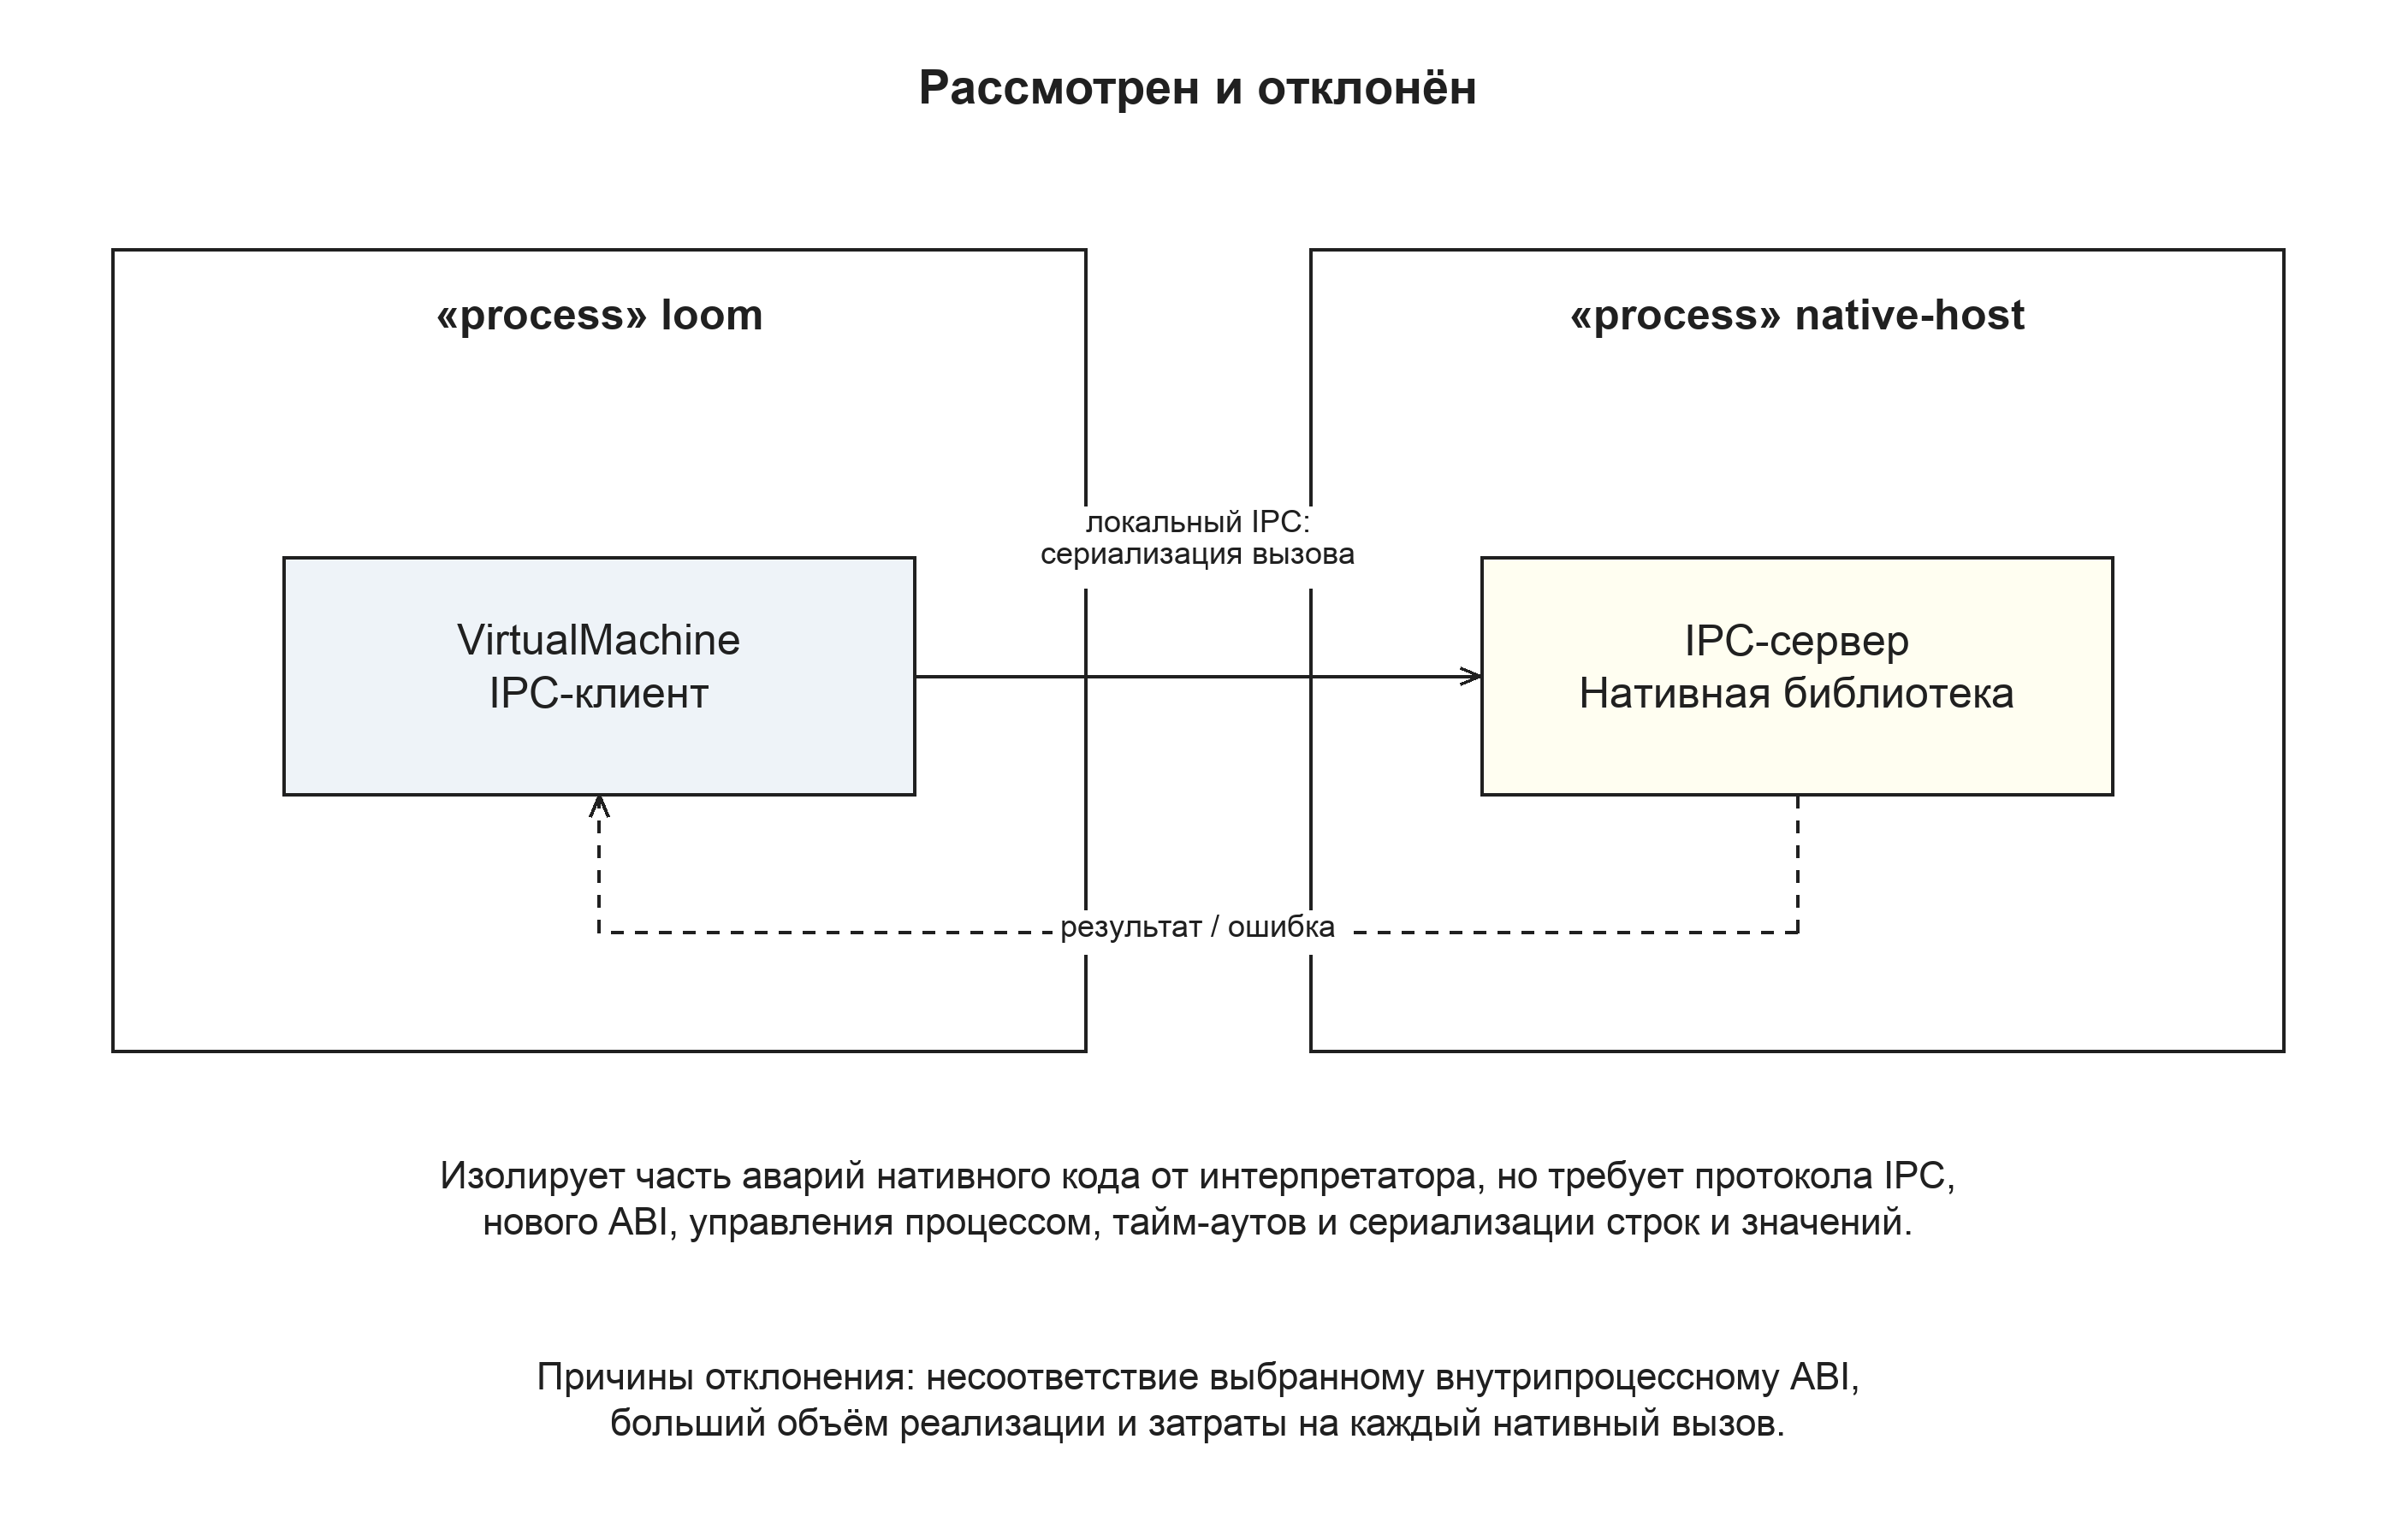 Рассмотрен и отклонён
«process» loom
«process» native-host
локальный IPC:
сериализация вызова
VirtualMachine
IPC-клиент
IPC-сервер
Нативная библиотека
результат / ошибка
Изолирует часть аварий нативного кода от интерпретатора, но требует протокола IPC,
нового ABI, управления процессом, тайм-аутов и сериализации строк и значений.
Причины отклонения: несоответствие выбранному внутрипроцессному ABI,
больший объём реализации и затраты на каждый нативный вызов.